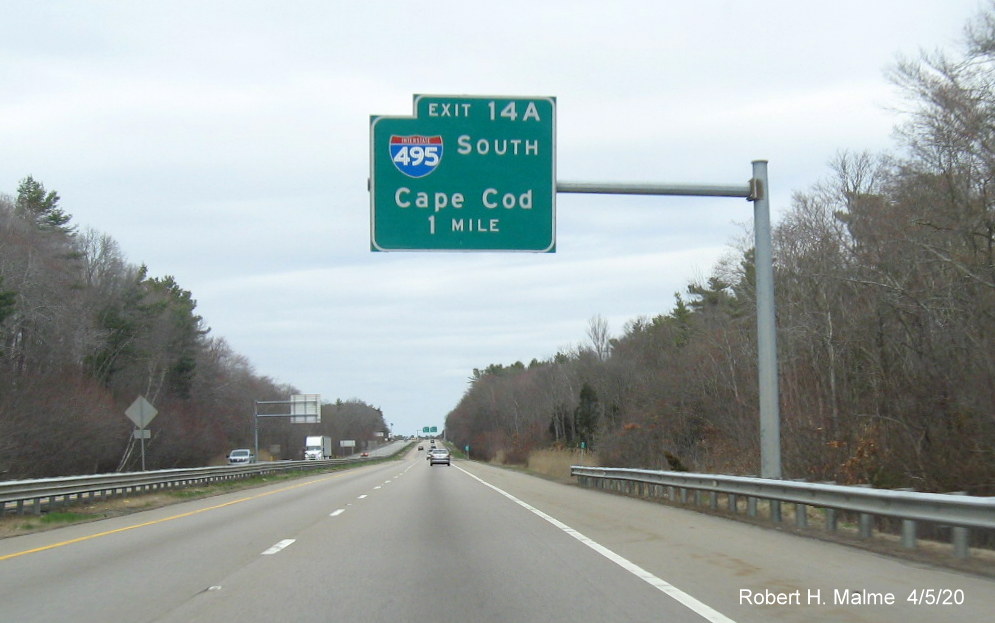 EXIT 14A
INTERSTATE
495 SOUTH
Cape Cod
1 MILE
Robert H. Malme 4/5/20